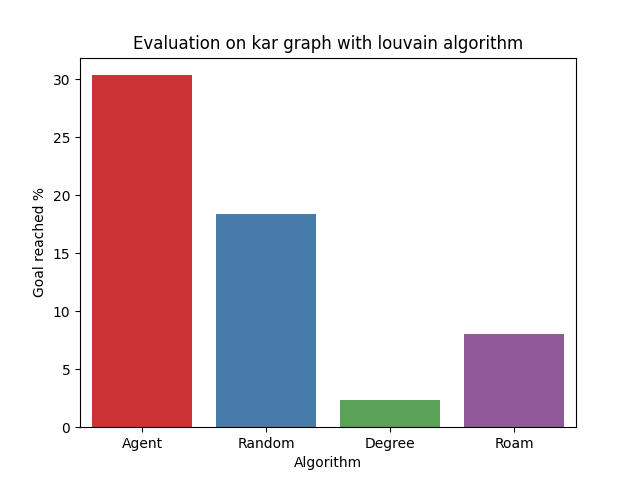 Evaluation on kar graph with louvain algorithm
Goal reached %
30
25
20
15
10
5
0
Agent Random Degree Roam
Algorithm